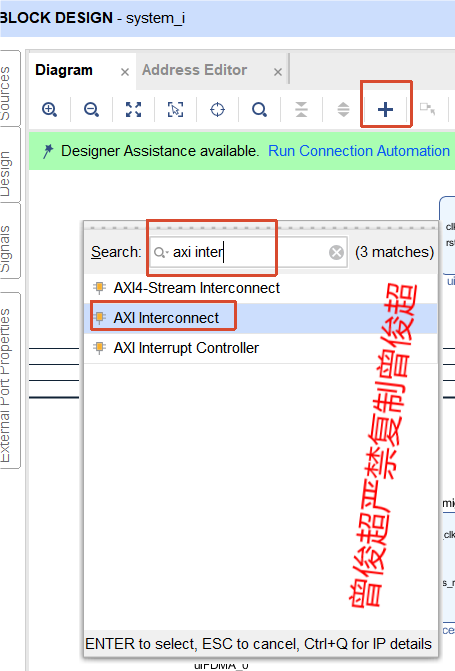 BLOCK DESIGN - system_i
Sources
Design
Signals
External Port Properties
Diagram
Address Editor
Designer Assistance available. Run Connection Automation
Search: axi inter (3 matches)
AXI4-Stream Interconnect
AXI Interconnect
AXI Interrupt Controller
曾俊超严禁复制曾俊超
ENTER to select, ESC to cancel, Ctrl+Q for IP details
uiFDMA_0